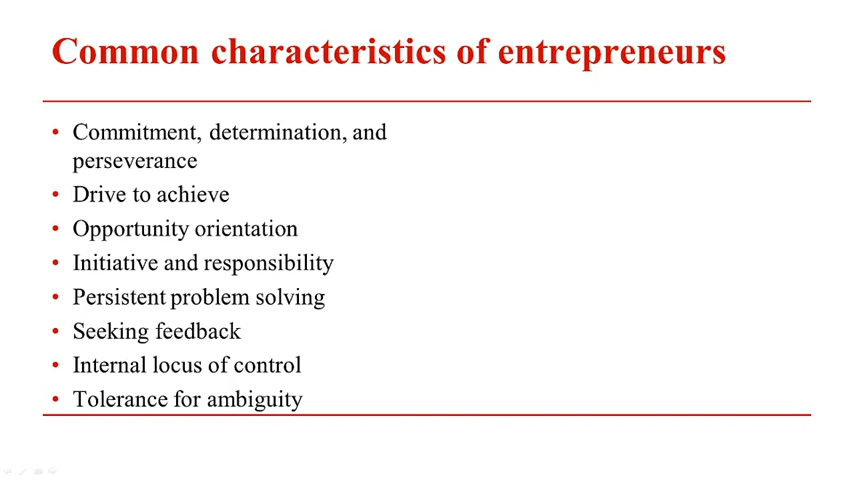 Common characteristics of entrepreneurs
• Commitment, determination, and
perseverance
• Drive to achieve
• Opportunity orientation
• Initiative and responsibility
• Persistent problem solving
• Seeking feedback
• Internal locus of control
• Tolerance for ambiguity